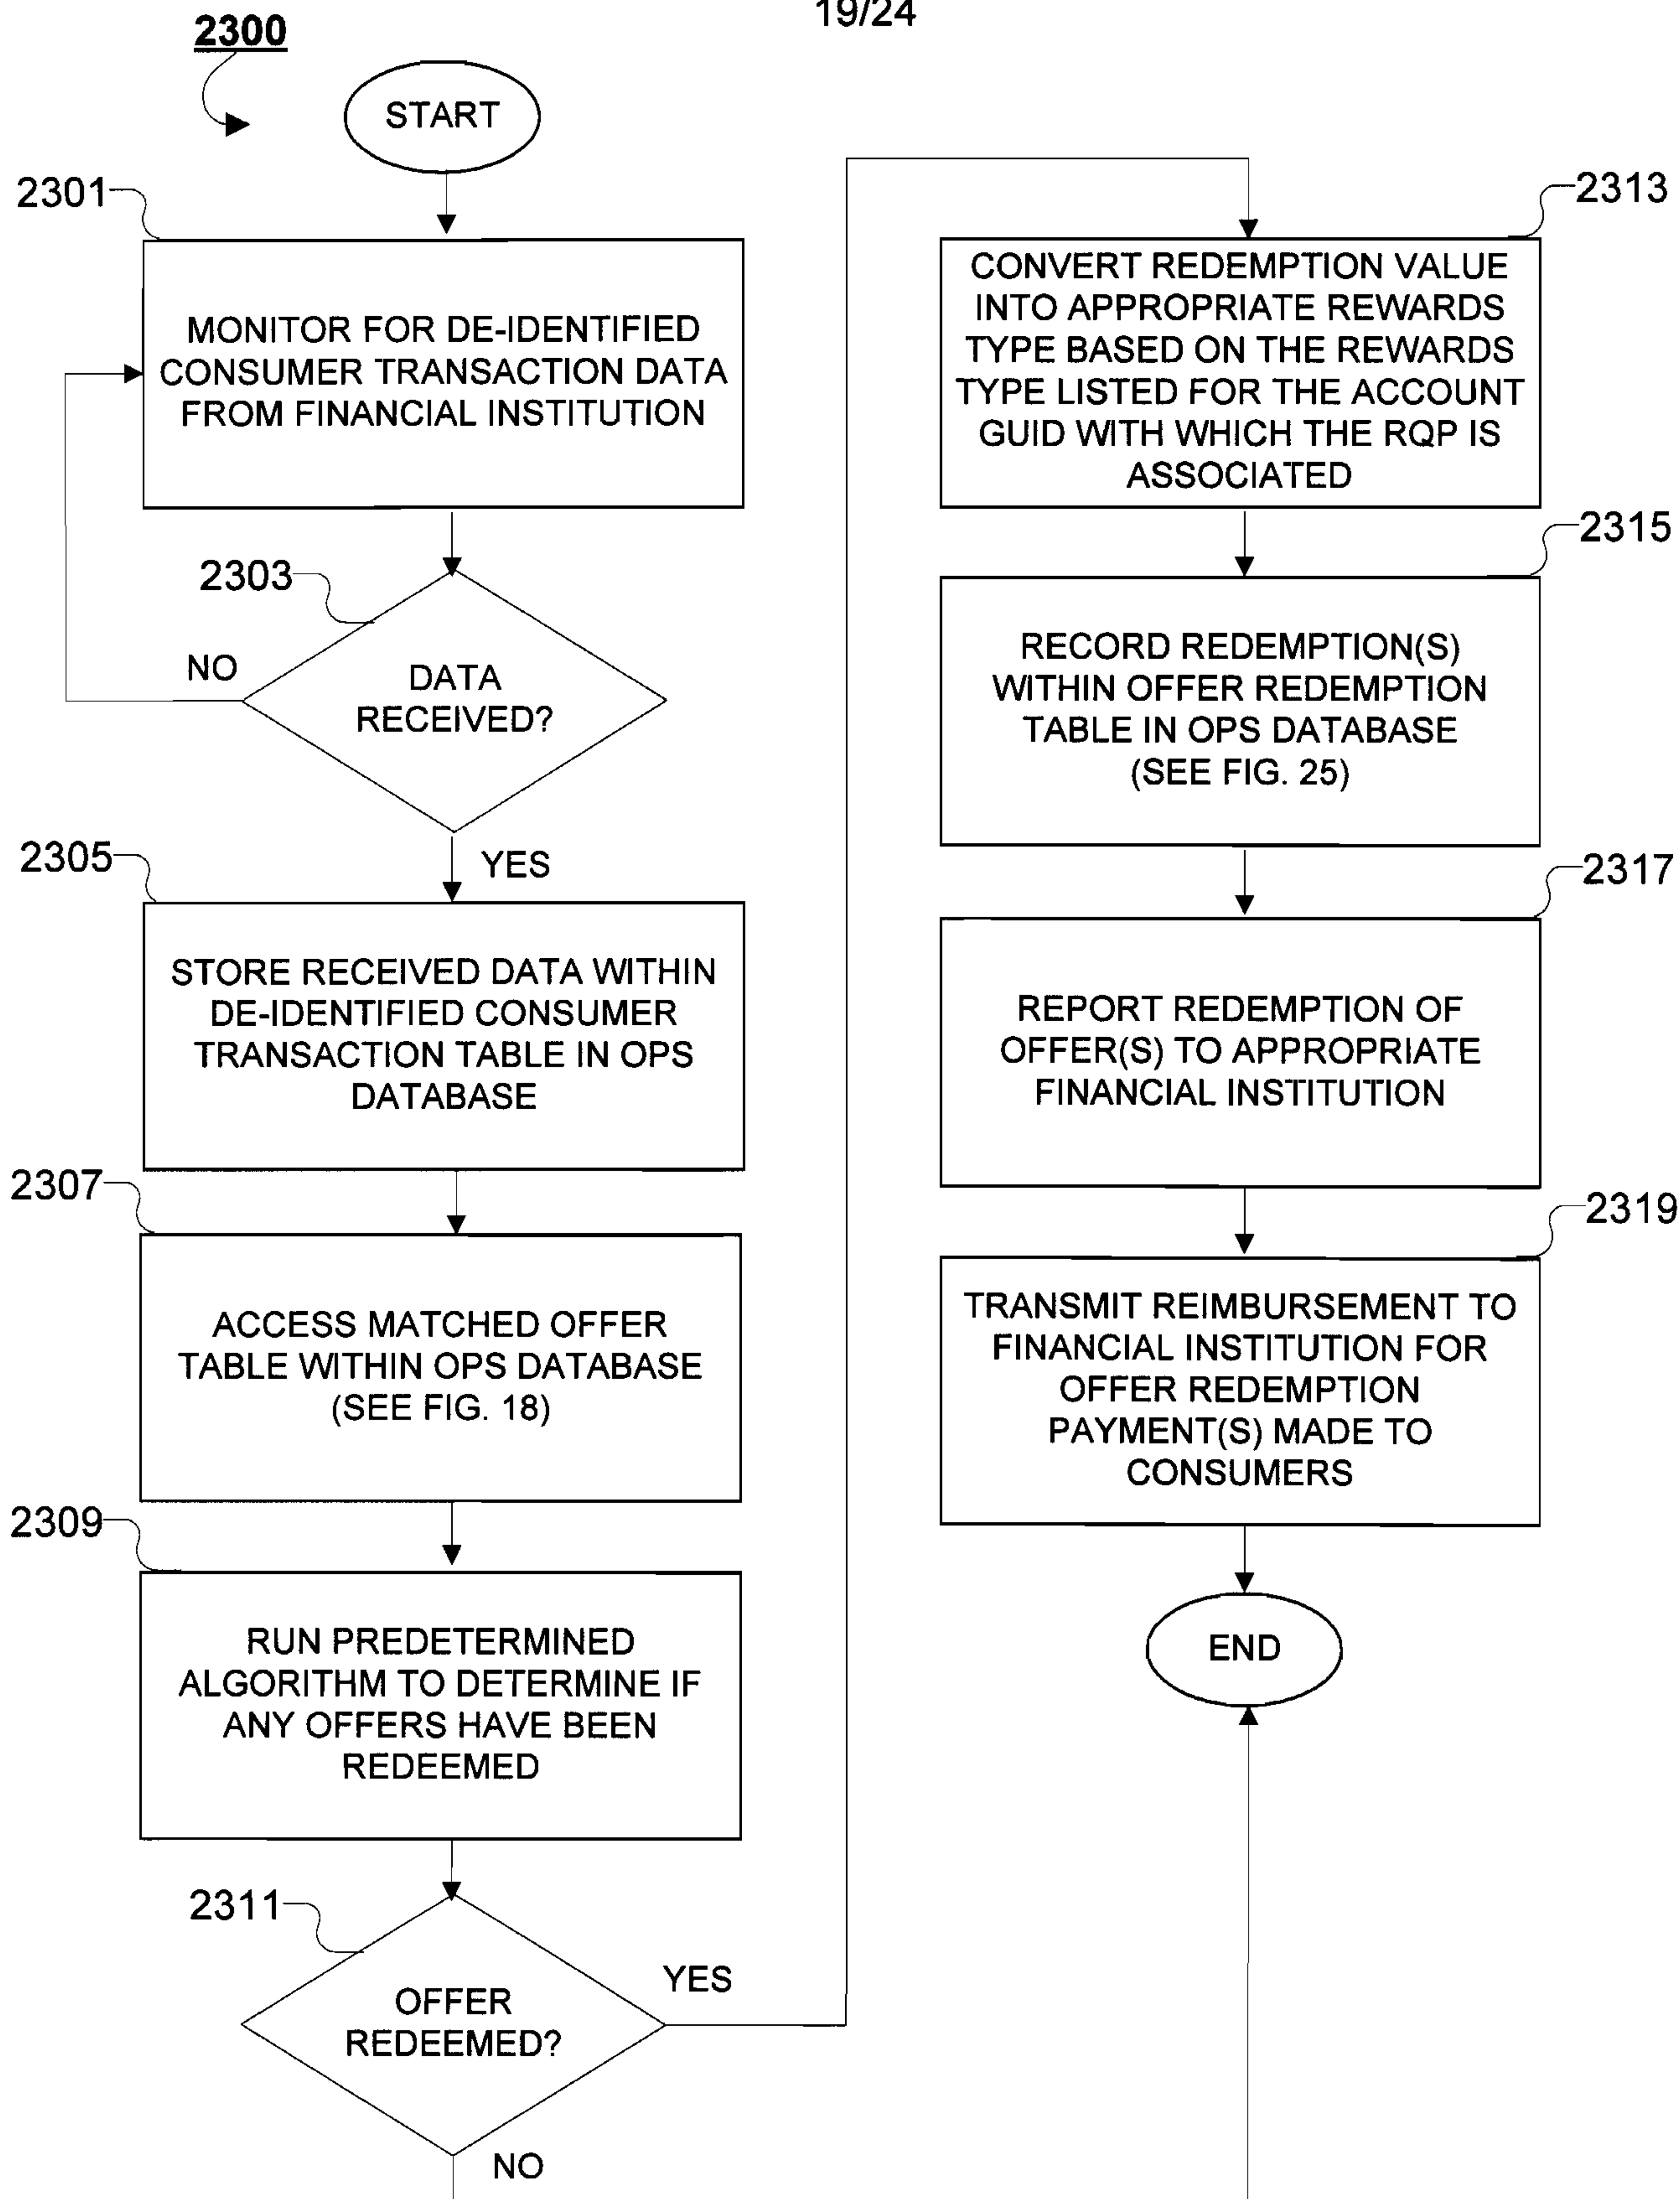 19/24
2300
START
2301
MONITOR FOR DE-IDENTIFIED
CONSUMER TRANSACTION DATA
FROM FINANCIAL INSTITUTION
2303
NO
DATA
RECEIVED?
YES
2305
STORE RECEIVED DATA WITHIN
DE-IDENTIFIED CONSUMER
TRANSACTION TABLE IN OPS
DATABASE
2307
ACCESS MATCHED OFFER
TABLE WITHIN OPS DATABASE
(SEE FIG. 18)
2309
RUN PREDETERMINED
ALGORITHM TO DETERMINE IF
ANY OFFERS HAVE BEEN
REDEEMED
2311
YES
OFFER
REDEEMED?
NO
2313
CONVERT REDEMPTION VALUE
INTO APPROPRIATE REWARDS
TYPE BASED ON THE REWARDS
TYPE LISTED FOR THE ACCOUNT
GUID WITH WHICH THE RQP IS
ASSOCIATED
2315
RECORD REDEMPTION(S)
WITHIN OFFER REDEMPTION
TABLE IN OPS DATABASE
(SEE FIG. 25)
2317
REPORT REDEMPTION OF
OFFER(S) TO APPROPRIATE
FINANCIAL INSTITUTION
2319
TRANSMIT REIMBURSEMENT TO
FINANCIAL INSTITUTION FOR
OFFER REDEMPTION
PAYMENT(S) MADE TO
CONSUMERS
END